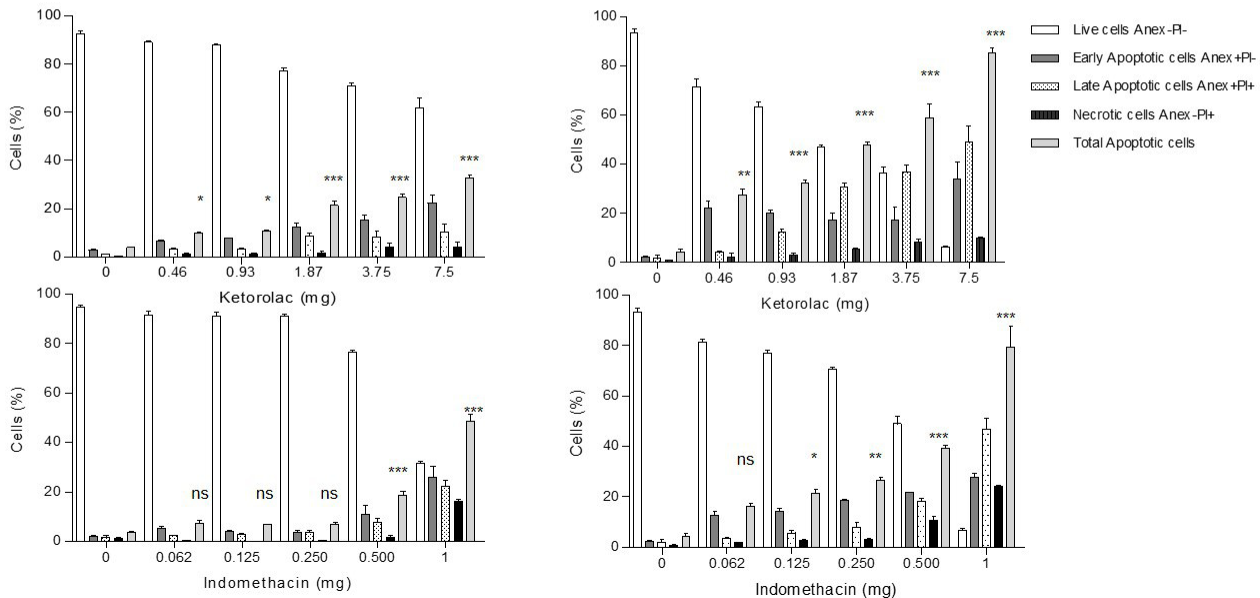 100
80
60
40
20
0
Cells (%)
* * *** *** ***
0 0.46 0.93 1.87 3.75 7.5
Ketorolac (mg)
100
80
60
40
20
0
Cells (%)
** *** *** *** ***
0 0.46 0.93 1.87 3.75 7.5
Ketorolac (mg)
Live cells Anex-PI-
Early Apoptotic cells Anex+PI-
Late Apoptotic cells Anex+PI+
Necrotic cells Anex-PI+
Total Apoptotic cells
100
80
60
40
20
0
Cells (%)
ns ns ns *** ***
0 0.062 0.125 0.250 0.500 1
Indomethacin (mg)
100
80
60
40
20
0
Cells (%)
ns * ** *** ***
0 0.062 0.125 0.250 0.500 1
Indomethacin (mg)